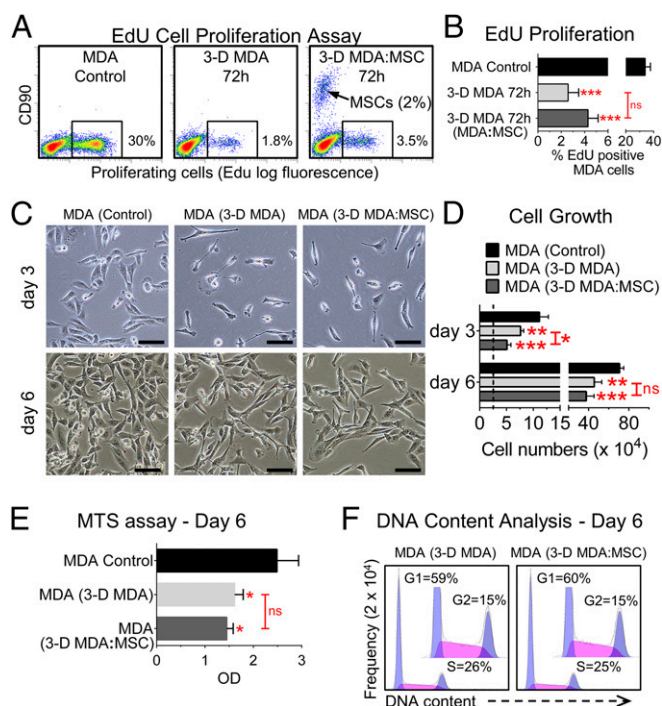 A
EdU Cell Proliferation Assay
MDA
Control
3-D MDA
72h
3-D MDA:MSC
72h
MSCs (2%)
CD90
30%
1.8%
3.5%
Proliferating cells (Edu log fluorescence)
B
EdU Proliferation
MDA Control
3-D MDA 72h
***
3-D MDA 72h
(MDA:MSC)
***
ns
0 2 4 6 20 40
% EdU positive
MDA cells
C
MDA (Control) MDA (3-D MDA) MDA (3-D MDA:MSC)
day 3
day 6
D
Cell Growth
MDA (Control)
MDA (3-D MDA)
MDA (3-D MDA:MSC)
day 3
**
***
*
day 6
**
***
ns
0 5 10 15 40 80
Cell numbers (x 10⁴)
E
MTS assay - Day 6
MDA Control
MDA (3-D MDA)
*
MDA
(3-D MDA:MSC)
*
ns
0 1 2 3
OD
F
DNA Content Analysis - Day 6
MDA (3-D MDA) MDA (3-D MDA:MSC)
G1=59%
G2=15%
S=26%
G1=60%
G2=15%
S=25%
Frequency (2 x 10⁴)
DNA content